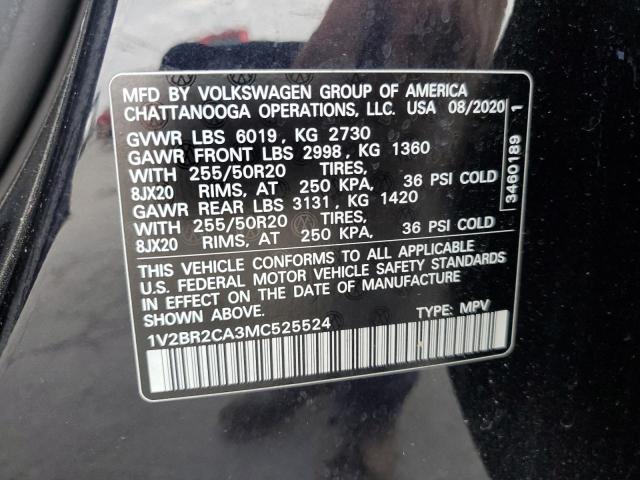 MFD BY VOLKSWAGEN GROUP OF AMERICA
CHATTANOOGA OPERATIONS, LLC. USA 08/2020
GVWR LBS 6019, KG 2730
GAWR FRONT LBS 2998, KG 1360
WITH 255/50R20 TIRES,
8JX20 RIMS, AT 250 KPA, 36 PSI COLD
GAWR REAR LBS 3131, KG 1420
WITH 255/50R20 TIRES,
8JX20 RIMS, AT 250 KPA, 36 PSI COLD
THIS VEHICLE CONFORMS TO ALL APPLICABLE
U.S. FEDERAL MOTOR VEHICLE SAFETY STANDARDS
IN EFFECT ON THE DATE OF MANUFACTURE
1V2BR2CA3MC525524 TYPE: MPV
3460189 1